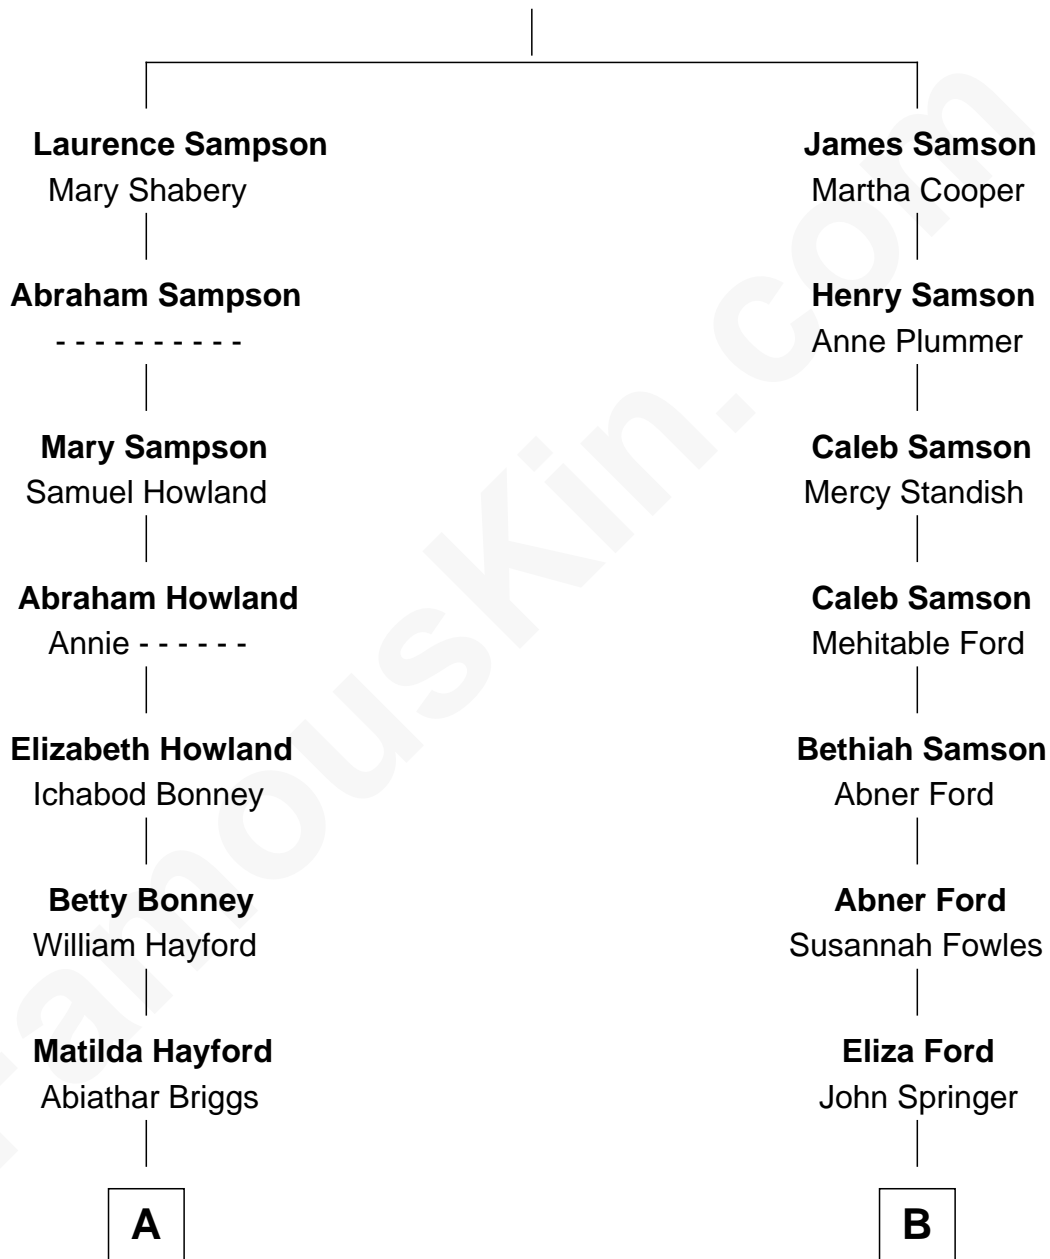 Laurence Sampson
Mary Shabery
Abraham Sampson
- - - - - - - - - -
Mary Sampson
Samuel Howland
Abraham Howland
Annie - - - - - -
Elizabeth Howland
Ichabod Bonney
Betty Bonney
William Hayford
Matilda Hayford
Abiathar Briggs
A
James Samson
Martha Cooper
Henry Samson
Anne Plummer
Caleb Samson
Mercy Standish
Caleb Samson
Mehitable Ford
Bethiah Samson
Abner Ford
Abner Ford
Susannah Fowles
Eliza Ford
John Springer
B
FamousKin.com